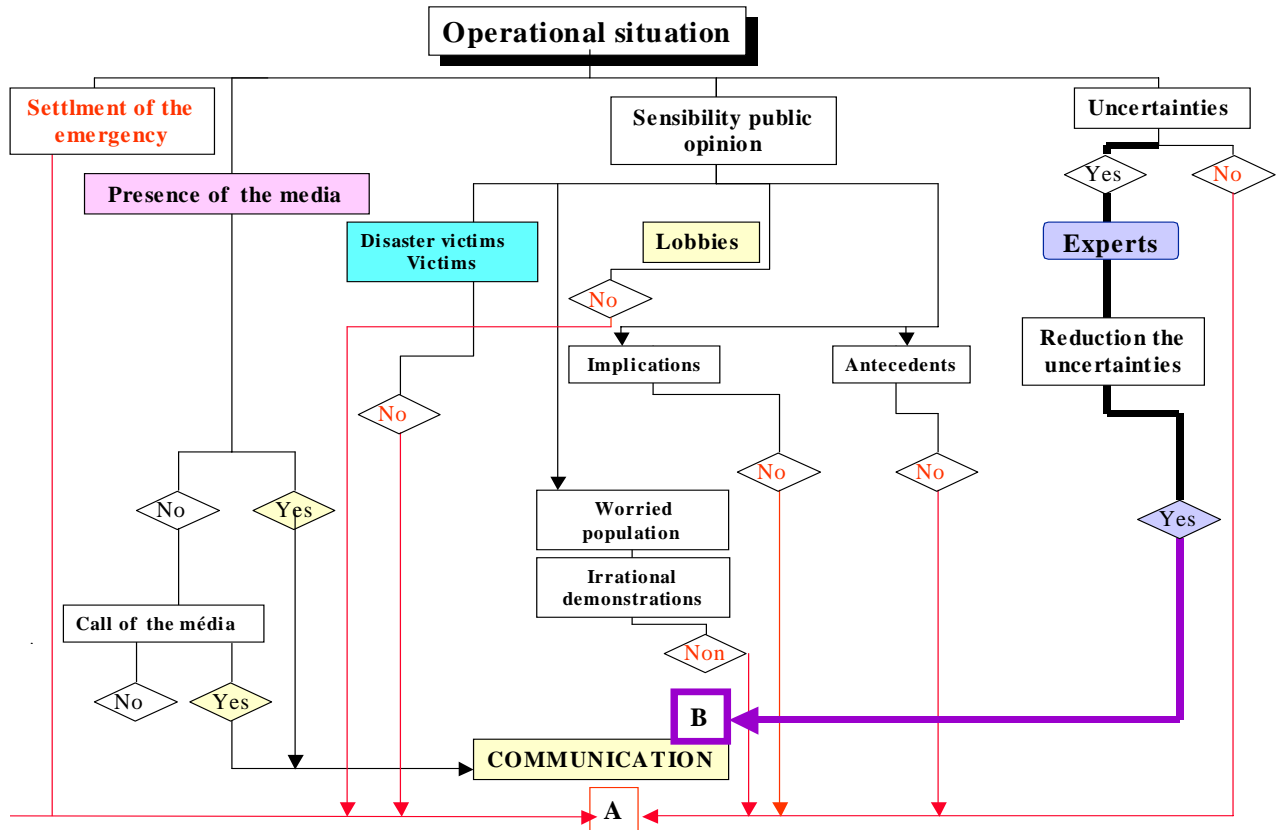 Operational situation
Settlment of the
emergency
Sensibility public
opinion
Uncertainties
Yes
No
Presence of the media
Disaster victims
Victims
Lobbies
Experts
No
Reduction the
uncertainties
Implications
Antecedents
No
No
No
No
Yes
Worried
population
Yes
Irrational
demonstrations
Call of the média
Non
No
Yes
B
COMMUNICATION
A